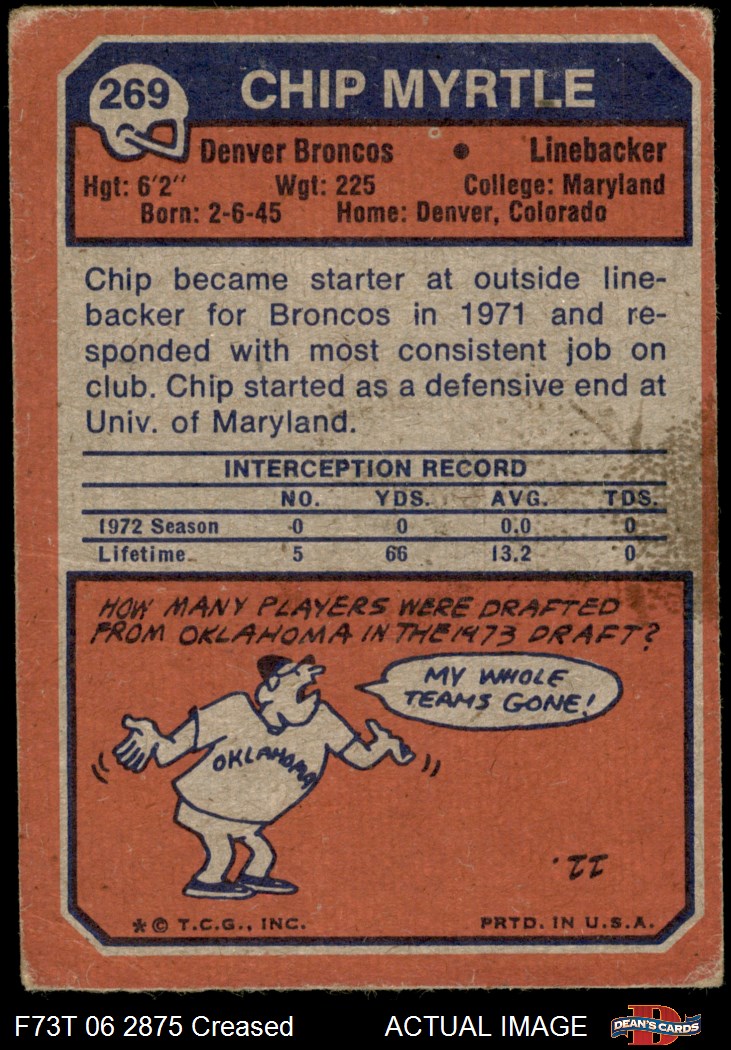 269
CHIP MYRTLE
Denver Broncos • Linebacker
Hgt: 6'2" Wgt: 225 College: Maryland
Born: 2-6-45 Home: Denver, Colorado
Chip became starter at outside line-
backer for Broncos in 1971 and re-
sponded with most consistent job on
club. Chip started as a defensive end at
Univ. of Maryland.
INTERCEPTION RECORD
NO. YDS. AVG. TDS.
1972 Season 0 0 0.0 0
Lifetime 5 66 13.2 0
HOW MANY PLAYERS WERE DRAFTED
FROM OKLAHOMA IN THE 1973 DRAFT?
MY WHOLE
TEAMS GONE!
OKLAHOMA
22.
* © T.C.G., INC. PRTD. IN U.S.A.
F73T 06 2875 Creased ACTUAL IMAGE
D
DEAN'S CARDS